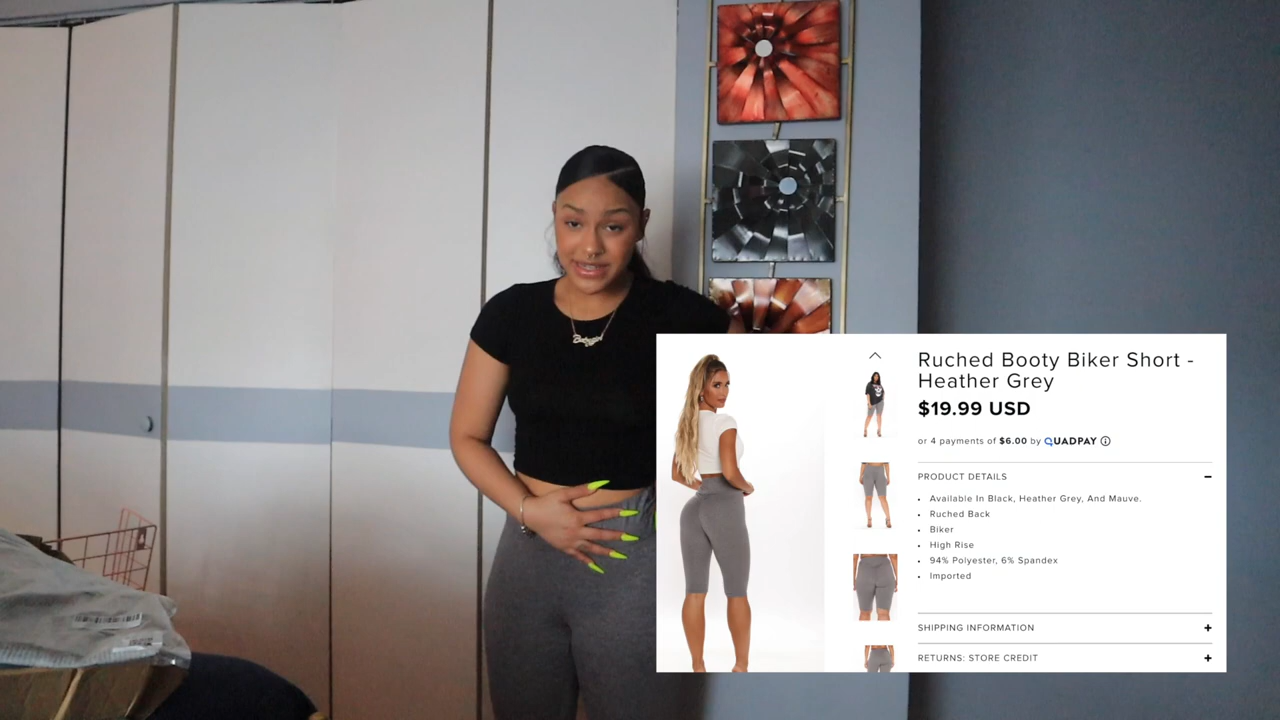 Ruched Booty Biker Short -
Heather Grey
$19.99 USD
or 4 payments of $6.00 by QUADPAY
PRODUCT DETAILS
Available In Black, Heather Grey, And Mauve.
Ruched Back
Biker
High Rise
94% Polyester, 6% Spandex
Imported
SHIPPING INFORMATION
RETURNS: STORE CREDIT